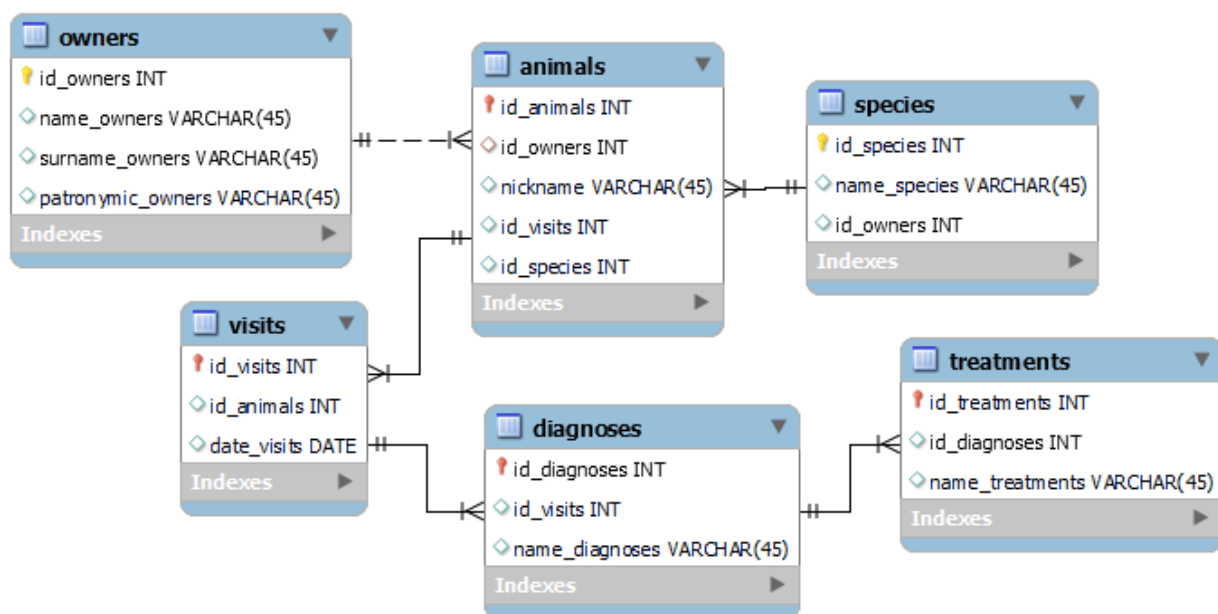 owners
id_owners INT
name_owners VARCHAR(45)
surname_owners VARCHAR(45)
patronymic_owners VARCHAR(45)
Indexes
animals
id_animals INT
id_owners INT
nickname VARCHAR(45)
id_visits INT
id_species INT
Indexes
species
id_species INT
name_species VARCHAR(45)
id_owners INT
Indexes
visits
id_visits INT
id_animals INT
date_visits DATE
Indexes
diagnoses
id_diagnoses INT
id_visits INT
name_diagnoses VARCHAR(45)
Indexes
treatments
id_treatments INT
id_diagnoses INT
name_treatments VARCHAR(45)
Indexes